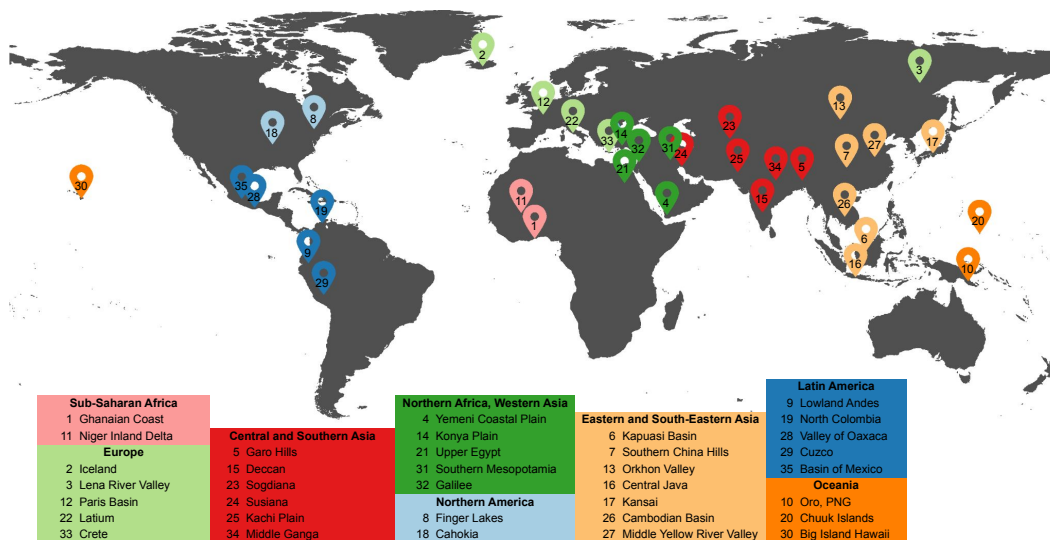 2
3
12
13
8
18
22
14
33
32
31
24
23
25
34
5
7
27
17
21
30
35
28
19
11
4
15
26
20
1
9
6
29
16
10
Sub-Saharan Africa
1 Ghanaian Coast
11 Niger Inland Delta
Europe
2 Iceland
3 Lena River Valley
12 Paris Basin
22 Latium
33 Crete
Central and Southern Asia
5 Garo Hills
15 Deccan
23 Sogdiana
24 Susiana
25 Kachi Plain
34 Middle Ganga
Northern Africa, Western Asia
4 Yemeni Coastal Plain
14 Konya Plain
21 Upper Egypt
31 Southern Mesopotamia
32 Galilee
Northern America
8 Finger Lakes
18 Cahokia
Eastern and South-Eastern Asia
6 Kapuasi Basin
7 Southern China Hills
13 Orkhon Valley
16 Central Java
17 Kansai
26 Cambodian Basin
27 Middle Yellow River Valley
Latin America
9 Lowland Andes
19 North Colombia
28 Valley of Oaxaca
29 Cuzco
35 Basin of Mexico
Oceania
10 Oro, PNG
20 Chuuk Islands
30 Big Island Hawaii